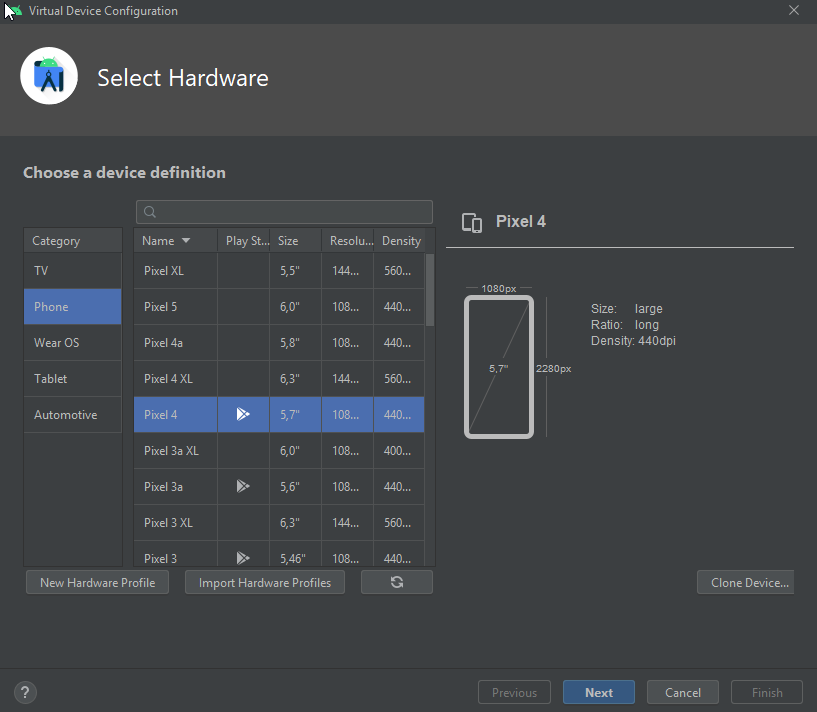 Virtual Device Configuration
Select Hardware
Choose a device definition
Category
TV
Phone
Wear OS
Tablet
Automotive
Name Play St... Size Resolu... Density
Pixel XL 5,5" 144... 560...
Pixel 5 6,0" 108... 440...
Pixel 4a 5,8" 108... 440...
Pixel 4 XL 6,3" 144... 560...
Pixel 4 5,7" 108... 440...
Pixel 3a XL 6,0" 108... 400...
Pixel 3a 5,6" 108... 440...
Pixel 3 XL 6,3" 144... 560...
Pixel 3 5,46" 108... 440...
Pixel 4
1080px
5,7"
2280px
Size: large
Ratio: long
Density: 440dpi
New Hardware Profile Import Hardware Profiles Clone Device...
? Previous Next Cancel Finish